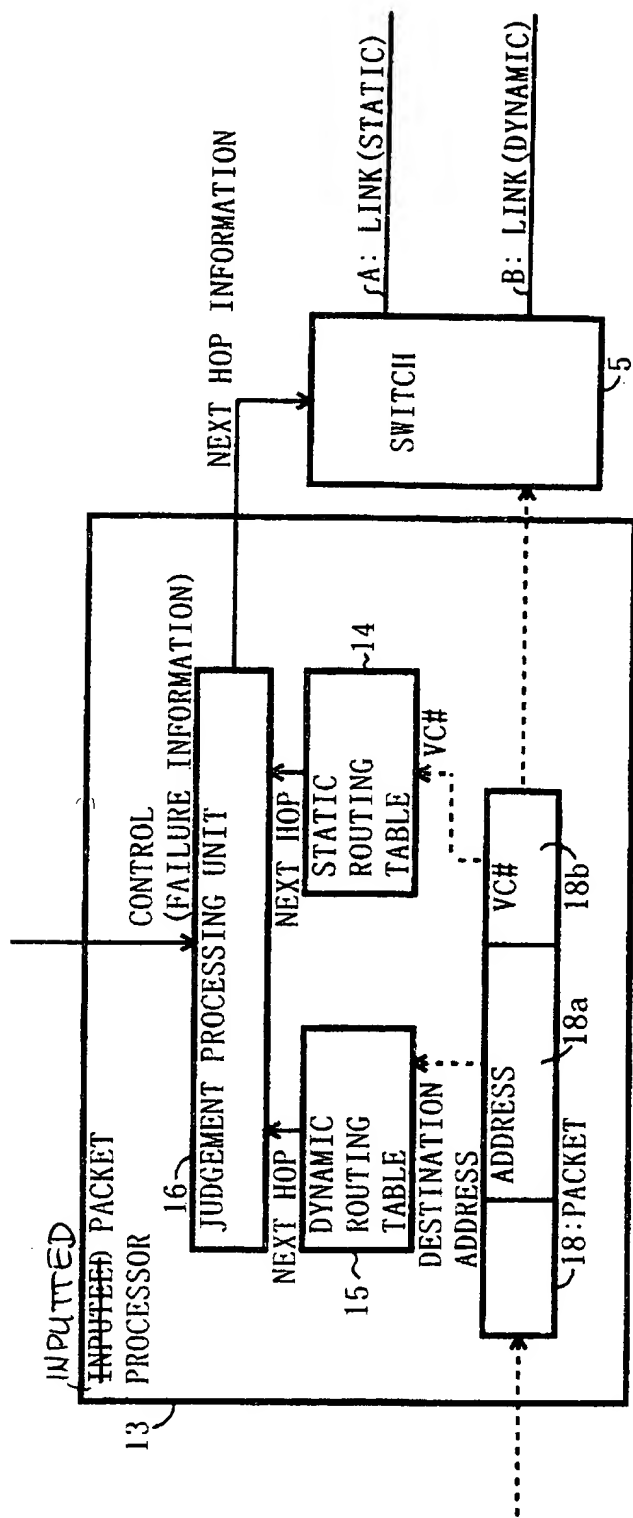 INPUTTED
INPUTEED PACKET
PROCESSOR
13
CONTROL
(FAILURE INFORMATION)
16
JUDGEMENT PROCESSING UNIT
NEXT HOP INFORMATION
NEXT HOP
NEXT HOP
15
DYNAMIC
ROUTING
TABLE
STATIC
ROUTING
TABLE
14
DESTINATION
ADDRESS
VC#
ADDRESS
VC#
18:PACKET
18a
18b
SWITCH
5
A: LINK(STATIC)
B: LINK(DYNAMIC)